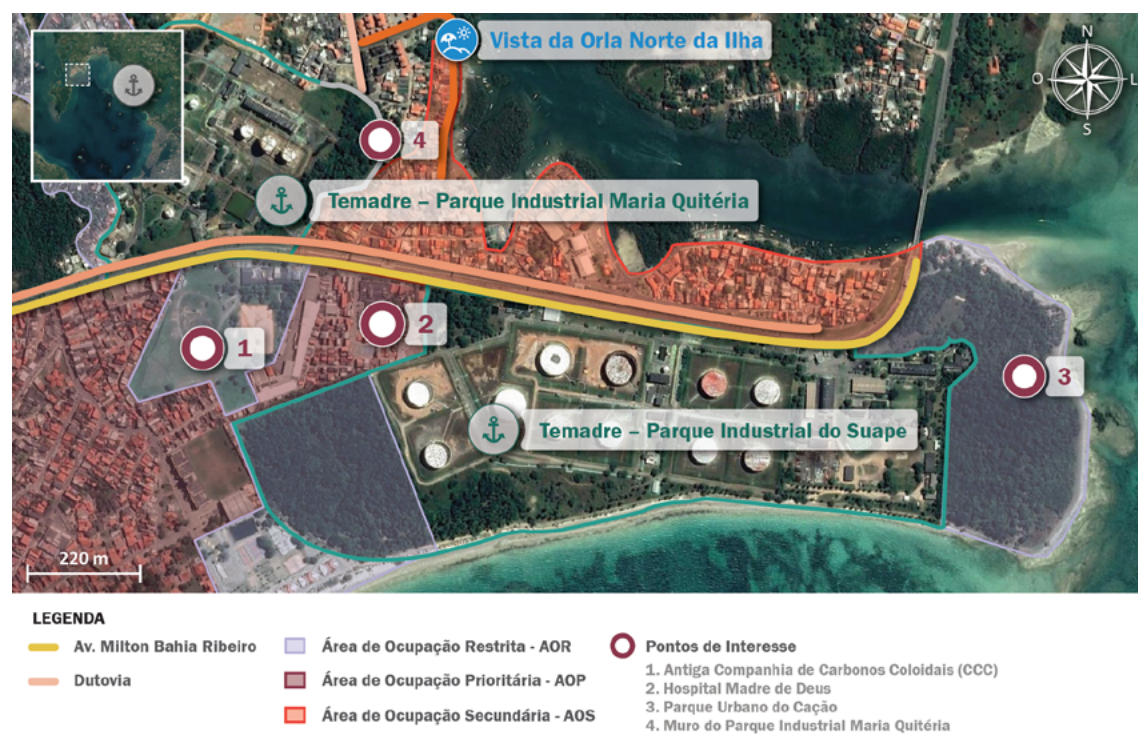 Vista da Orla Norte da Ilha
N
O
L
S
4
Temadre – Parque Industrial Maria Quitéria
2
1
3
Temadre – Parque Industrial do Suape
220 m
LEGENDA
Av. Milton Bahia Ribeiro
Dutovia
Área de Ocupação Restrita - AOR
Área de Ocupação Prioritária - AOP
Área de Ocupação Secundária - AOS
Pontos de Interesse
1. Antiga Companhia de Carbonos Coloidais (CCC)
2. Hospital Madre de Deus
3. Parque Urbano do Cação
4. Muro do Parque Industrial Maria Quitéria